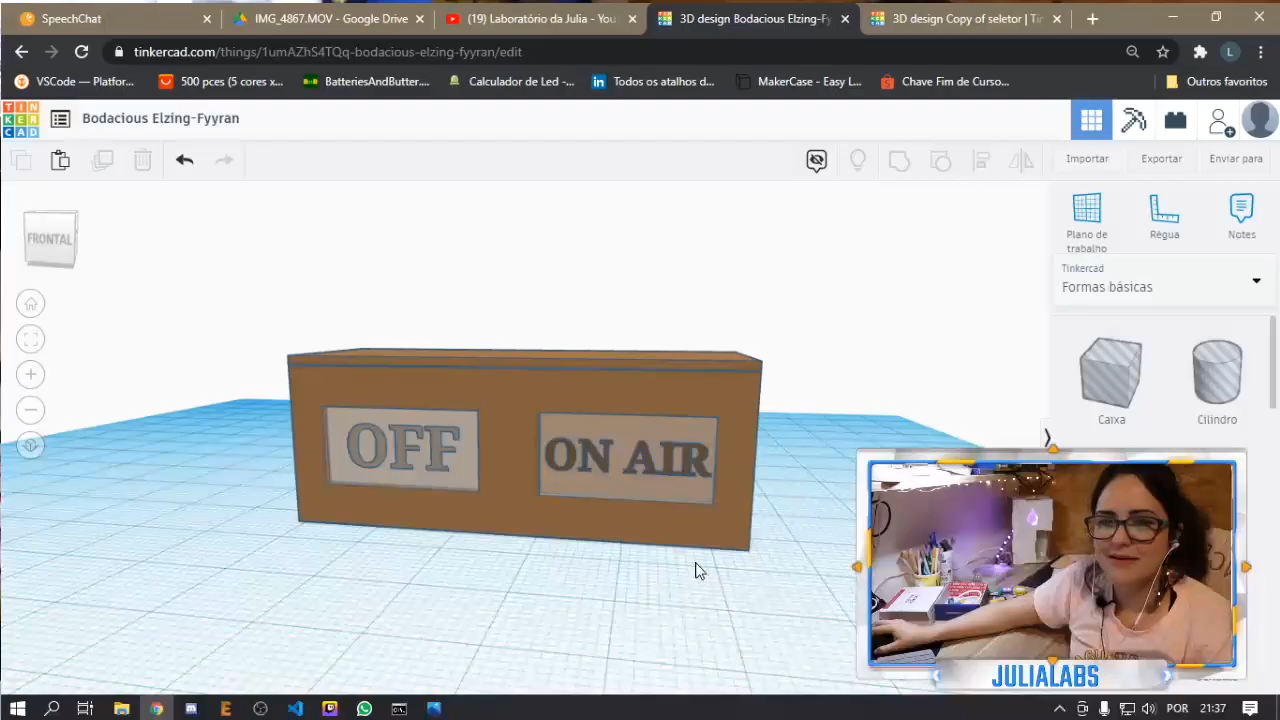 SpeechChat
IMG_4867.MOV - Google Drive
(19) Laboratório da Julia - You
3D design Bodacious Elzing-Fy
3D design Copy of seletor | Tin
tinkercad.com/things/1umAZhS4TQq-bodacious-elzing-fyyran/edit
L
VSCode — Platfor...
500 pces (5 cores x...
BatteriesAndButter....
Calculador de Led -...
Todos os atalhos d...
MakerCase - Easy L...
Chave Fim de Curso...
Outros favoritos
TIN
KER
CAD
Bodacious Elzing-Fyyran
Importar
Exportar
Enviar para
FRONTAL
Plano de
trabalho
Régua
Notes
Tinkercad
Formas básicas
Caixa
Cilindro
OFF
ON AIR
JULIALABS
POR
21:37